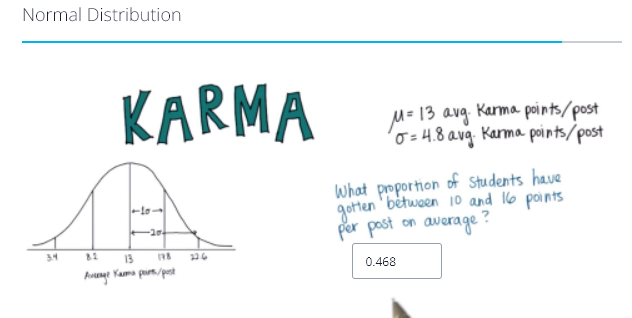 Normal Distribution
KARMA
μ= 13 avg. Karma points/post
σ= 4.8 avg. Karma points/post
What proportion of students have
gotten between 10 and 16 points
per post on average?
0.468
1σ
2σ
3.4 8.2 13 17.8 22.6
Average Karma points/post